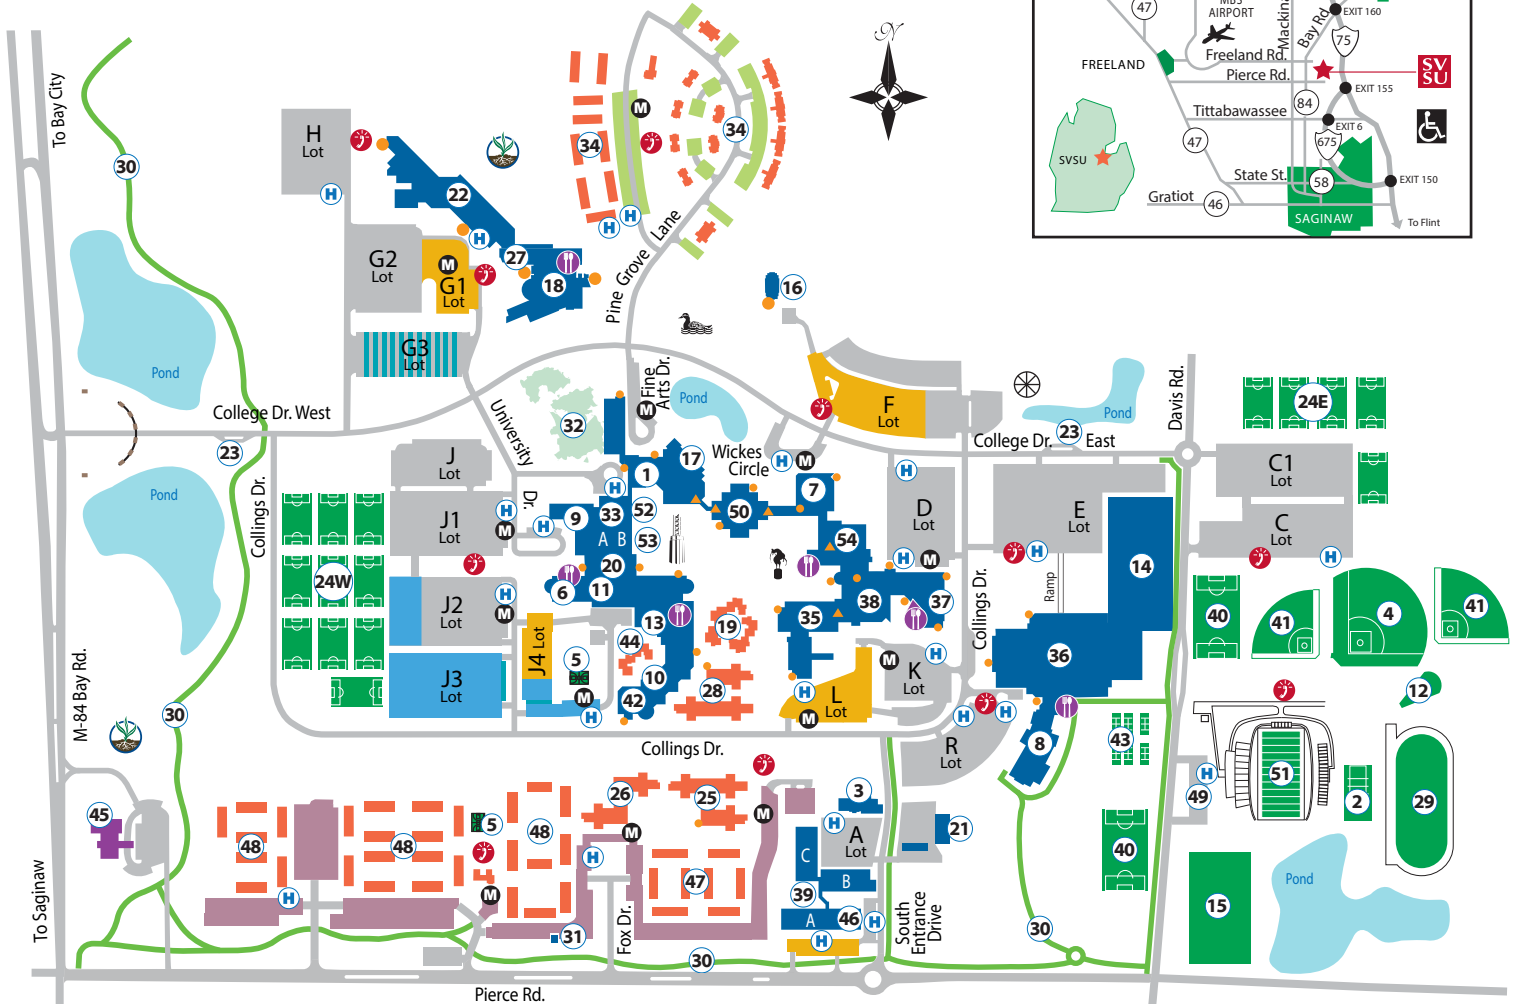 MBS
AIRPORT
47
Mackina
Bay Rd.
EXIT 160
75
Freeland Rd.
FREELAND
Pierce Rd.
SV
SU
EXIT 155
84
Tittabawassee
EXIT 6
47
675
SVSU
State St.
58
EXIT 150
Gratiot
46
SAGINAW
To Flint
N
To Bay City
30
H
Lot
H
22
H
27
18
G2
Lot
M
G1
Lot
G3
Lot
M
34
34
H
H
Pine Grove Lane
16
Pond
College Dr. West
23
Pond
University
Dr.
32
M
Fine
Arts Dr.
Pond
Wickes
Circle
H
M
F
Lot
College Dr.
23
East
Pond
Davis Rd.
24E
C1
Lot
C
Lot
H
J
Lot
J1
Lot
H
M
J2
Lot
H
M
J3
Lot
J4 Lot
24W
Collings Dr.
1
17
H
9
33
52
H
A
B
53
20
6
11
50
7
54
13
44
5
10
42
M
H
19
28
35
38
37
H
D
Lot
H
M
E
Lot
H
Ramp
Collings Dr.
14
36
K
Lot
M
H
L
Lot
H
M
R
Lot
H
H
8
40
41
4
41
12
43
51
49
H
2
29
40
15
Pond
M-84 Bay Rd.
30
Collings Dr.
45
To Saginaw
48
48
5
48
M
H
26
25
M
M
H
47
31
Fox Dr.
30
3
H
A
Lot
21
C
B
39
A
46
H
H
South
Entrance
Drive
30
Pierce Rd.